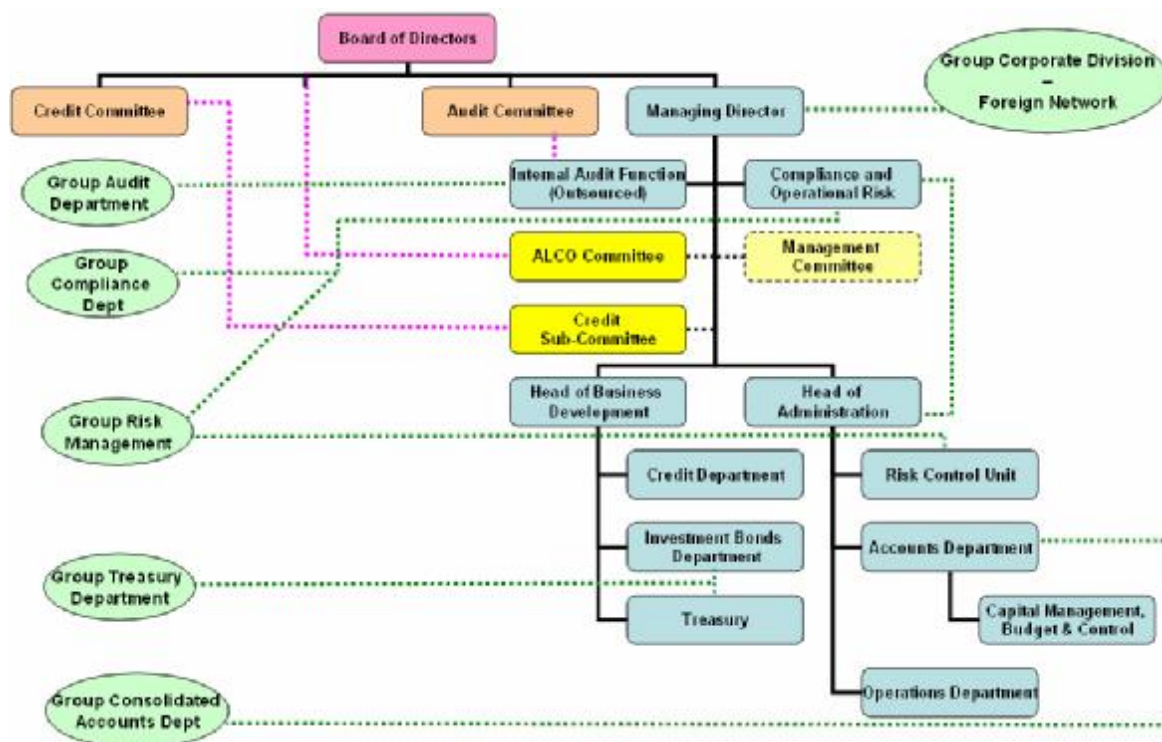 Board of Directors
Group Corporate Division
–
Foreign Network
Credit Committee
Audit Committee
Managing Director
Group Audit
Department
Internal Audit Function
(Outsourced)
Compliance and
Operational Risk
Group
Compliance
Dept
ALCO Committee
Management
Committee
Credit
Sub-Committee
Group Risk
Management
Head of Business
Development
Head of
Administration
Credit Department
Risk Control Unit
Investment Bonds
Department
Accounts Department
Group Treasury
Department
Treasury
Capital Management,
Budget & Control
Group Consolidated
Accounts Dept
Operations Department